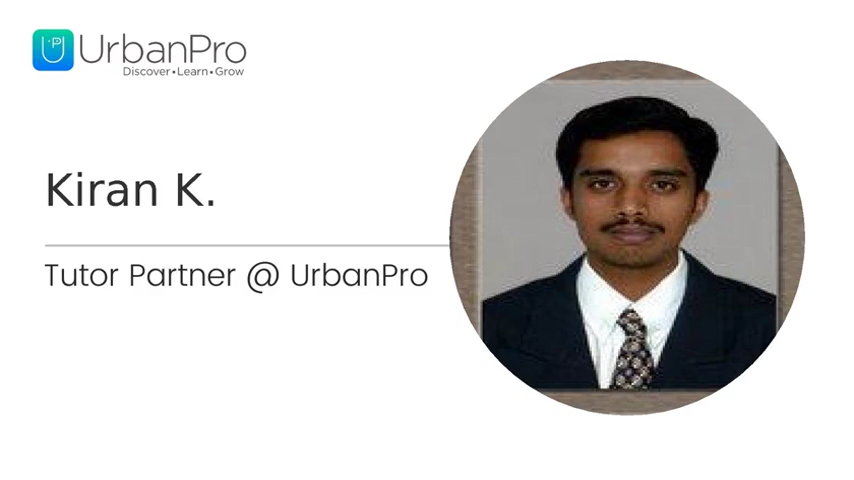 UrbanPro
Discover•Learn•Grow
Kiran K.
Tutor Partner @ UrbanPro